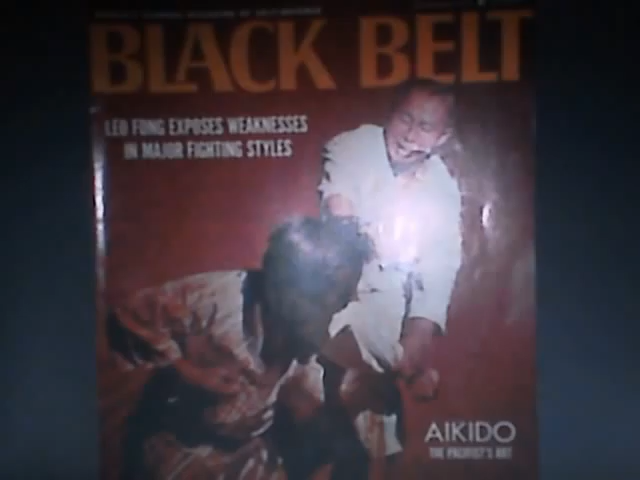 BLACK BELT
LEO FONG EXPOSES WEAKNESSES
IN MAJOR FIGHTING STYLES
AIKIDO
THE PACIFIST'S ART